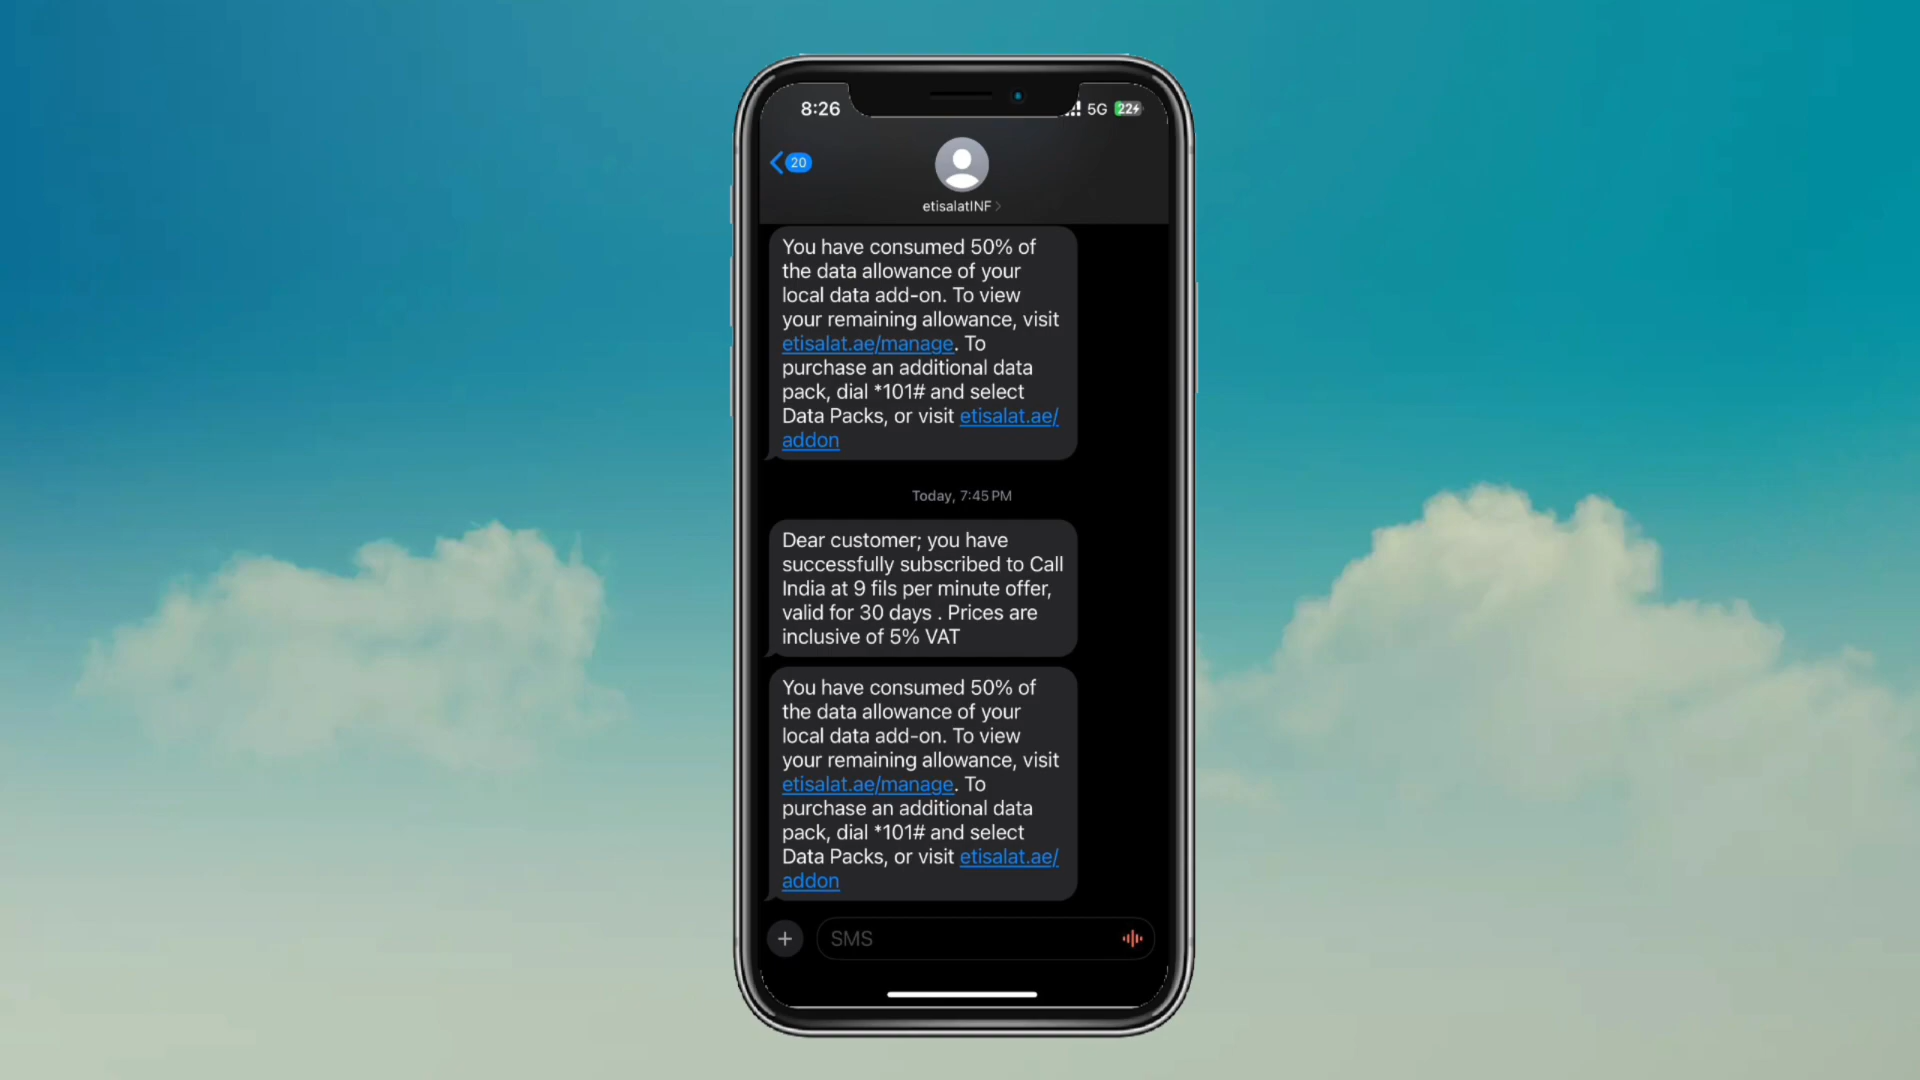 8:26
5G 22
20
etisalatINF
You have consumed 50% of
the data allowance of your
local data add-on. To view
your remaining allowance, visit
etisalat.ae/manage. To
purchase an additional data
pack, dial *101# and select
Data Packs, or visit etisalat.ae/
addon
Today, 7:45 PM
Dear customer; you have
successfully subscribed to Call
India at 9 fils per minute offer,
valid for 30 days . Prices are
inclusive of 5% VAT
You have consumed 50% of
the data allowance of your
local data add-on. To view
your remaining allowance, visit
etisalat.ae/manage. To
purchase an additional data
pack, dial *101# and select
Data Packs, or visit etisalat.ae/
addon
SMS